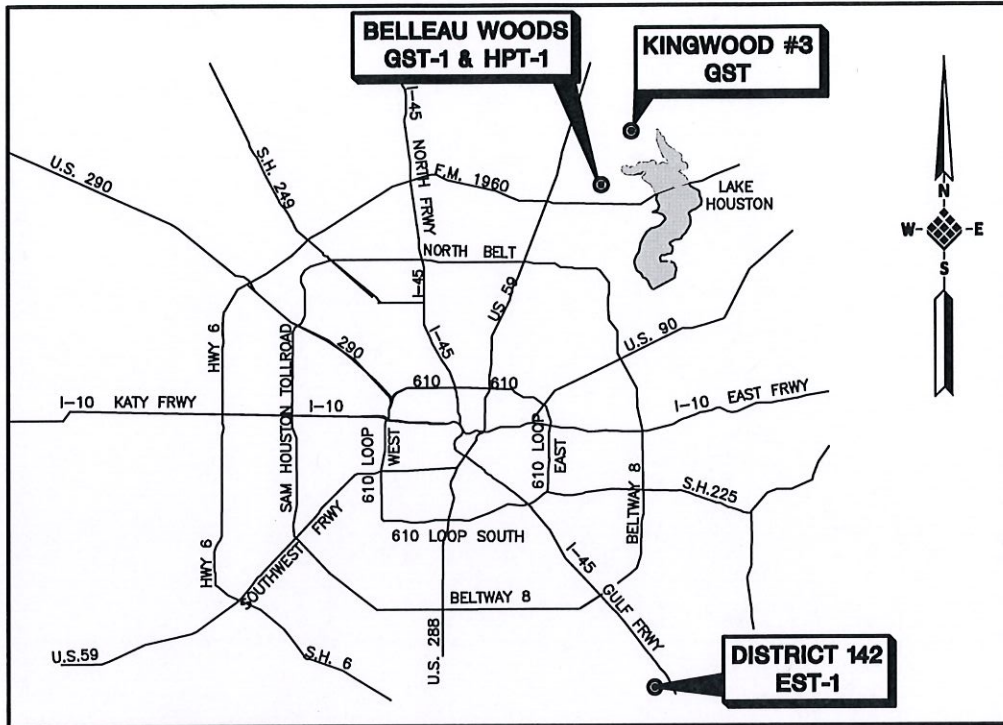 BELLEAU WOODS
GST-1 & HPT-1
KINGWOOD #3
GST
I-45
NORTH FRWY
S.H. 249
U.S. 290
F.M. 1960
LAKE
HOUSTON
N
W-
-E
S
NORTH BELT
I-45
US 59
HWY 6
SAM HOUSTON TOLLROAD
290
I-45
U.S. 90
610
610
I-10 KATY FRWY
I-10
I-10 EAST FRWY
610 LOOP
WEST
610 LOOP
EAST
BELTWAY 8
S.H.225
610 LOOP SOUTH
HWY 6
SOUTHWEST FRWY
I-45
GULF FRWY
BELTWAY 8
U.S. 288
U.S.59
S.H. 6
DISTRICT 142
EST-1